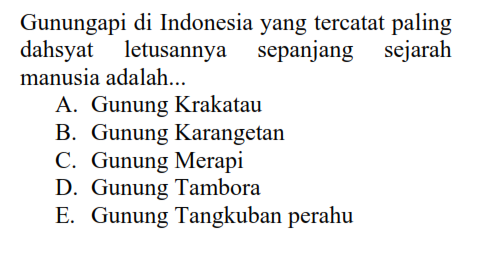 Gunungapi di Indonesia yang tercatat paling
dahsyat letusannya sepanjang sejarah
manusia adalah...
A. Gunung Krakatau
B. Gunung Karangetan
C. Gunung Merapi
D. Gunung Tambora
E. Gunung Tangkuban perahu